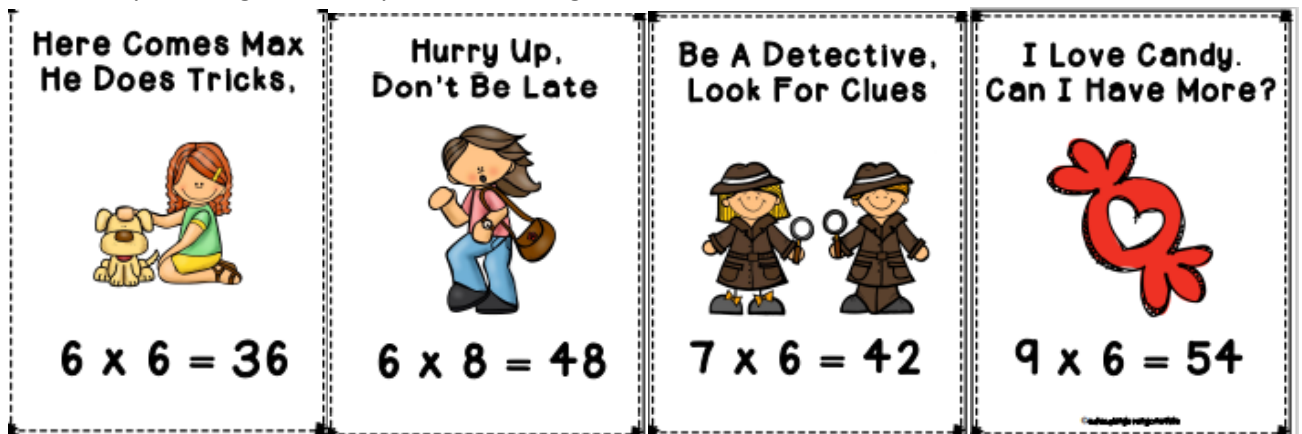 Here Comes Max
He Does Tricks,
6 x 6 = 36
Hurry Up,
Don't Be Late
6 x 8 = 48
Be A Detective,
Look For Clues
7 x 6 = 42
I Love Candy.
Can I Have More?
9 x 6 = 54